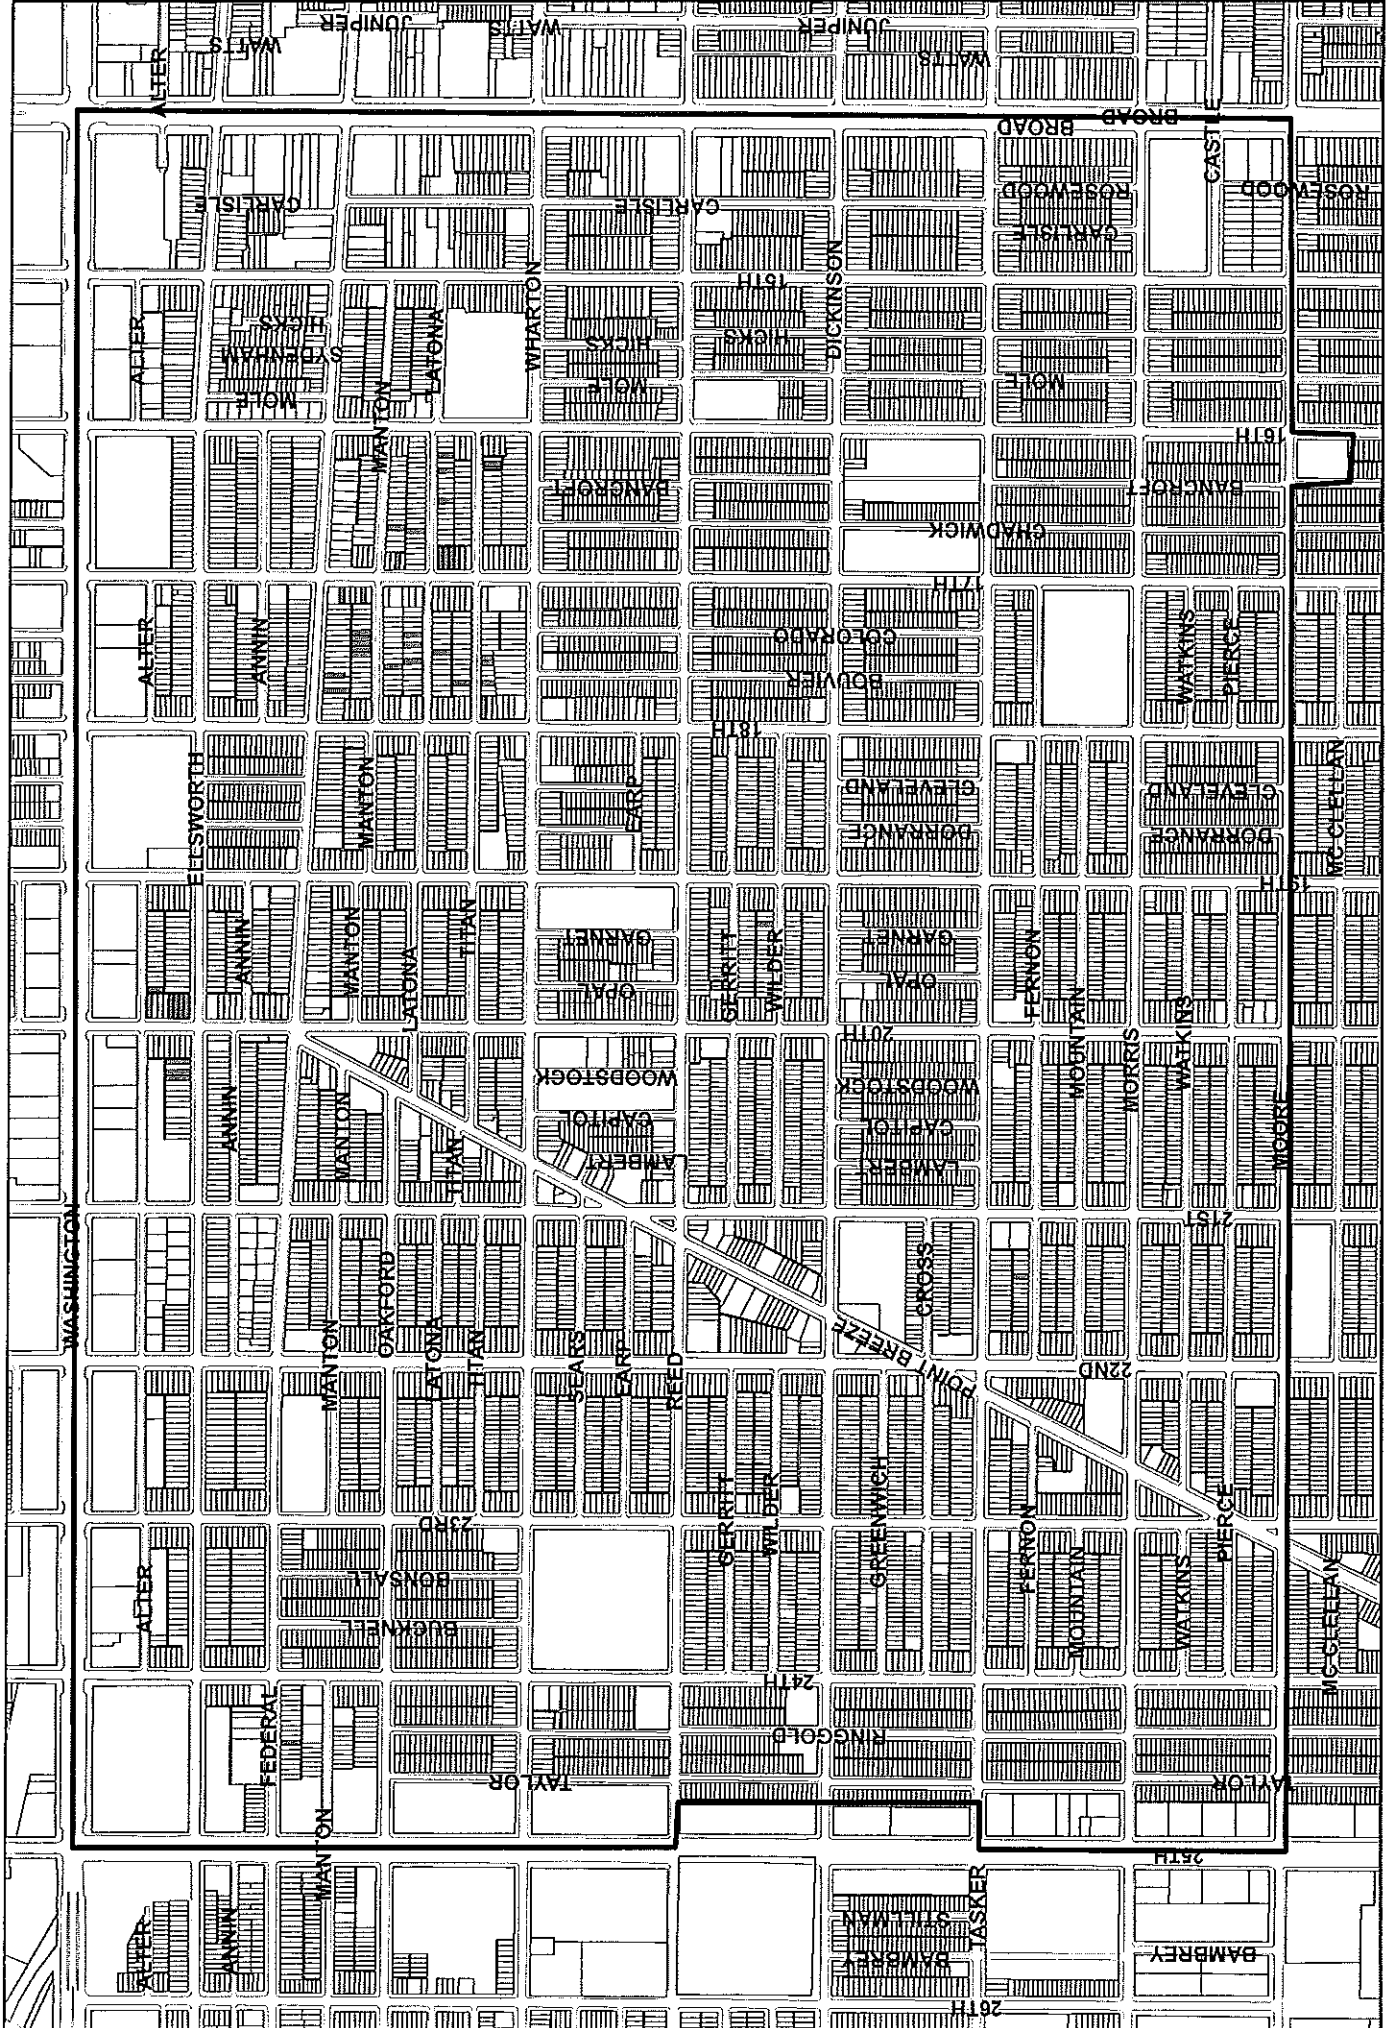 JUNIPER
WATTS
JUNIPER
WATTS
WATTS
WATTS
ALTER
BROAD
BROAD
CASTLE
CARLISLE
CARLISLE
ROSEWOOD
ROSEWOOD
CARLISLE
15TH
DICKINSON
WHARTON
ALTER
HICKS
SYDENHAM
MOLE
LATONA
MANTON
HICKS
MOLE
HICKS
MOLE
16TH
BANCROFT
BANCROFT
CHADWICK
17TH
ALTER
ANNIN
COLORADO
BOUVIER
WATKINS
PIERCE
18TH
ELLSWORTH
MANTON
EARP
CLEVELAND
DORRANCE
CLEVELAND
DORRANCE
MC CLELLAN
19TH
ANNIN
MANTON
LATONA
TITAN
GARNET
OPAL
GERRITT
WILDER
GARNET
OPAL
FERNON
MOUNTAIN
MORRIS
WATKINS
20TH
ANNIN
MANTON
TITAN
WOODSTOCK
CAPITOL
LAMBERT
WOODSTOCK
CAPITOL
LAMBERT
MOORE
WASHINGTON
21ST
MANTON
OAKFORD
LATONA
TITAN
SEARS
EARP
REED
CROSS
POINT BREEZE
22ND
GERRITT
WILDER
GREENWICH
FERNON
PIERCE
23RD
ALTER
BONSALL
BUCKNELL
MOUNTAIN
WATKINS
MC CLELLAN
24TH
FEDERAL
RINGGOLD
TAYLOR
TAYLOR
MANTON
25TH
ALTER
ANNIN
STILLMAN
BAMBREY
TASKER
BAMBREY
26TH